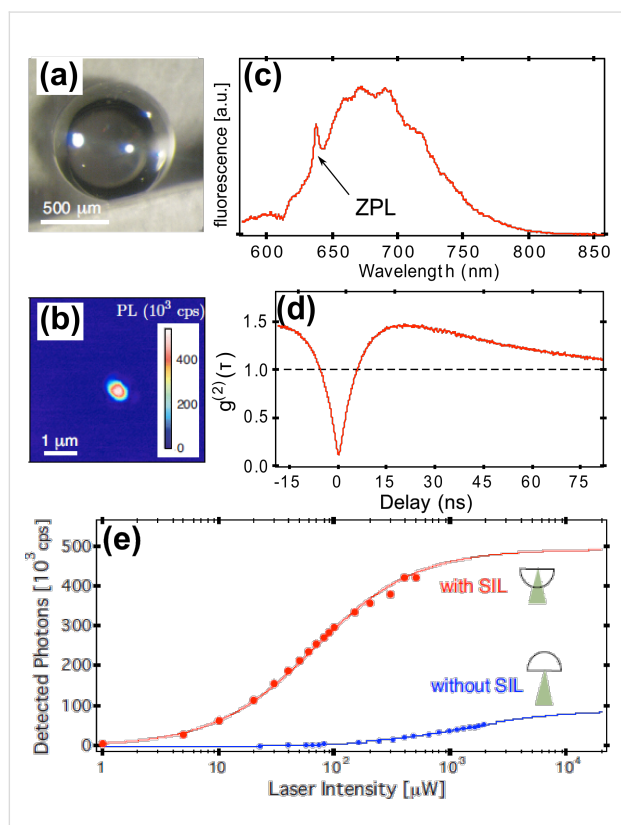 (a)
500 µm
(b)
PL (10³ cps)
400
200
0
1 µm
(c)
fluorescence [a.u.]
ZPL
600 650 700 750 800 850
Wavelength (nm)
(d)
g⁽²⁾(τ)
1.5
1.0
0.5
0.0
-15 0 15 30 45 60 75
Delay (ns)
(e)
Detected Photons [10³ cps]
500
400
300
200
100
0
with SIL
without SIL
1 10 10² 10³ 10⁴
Laser Intensity [µW]